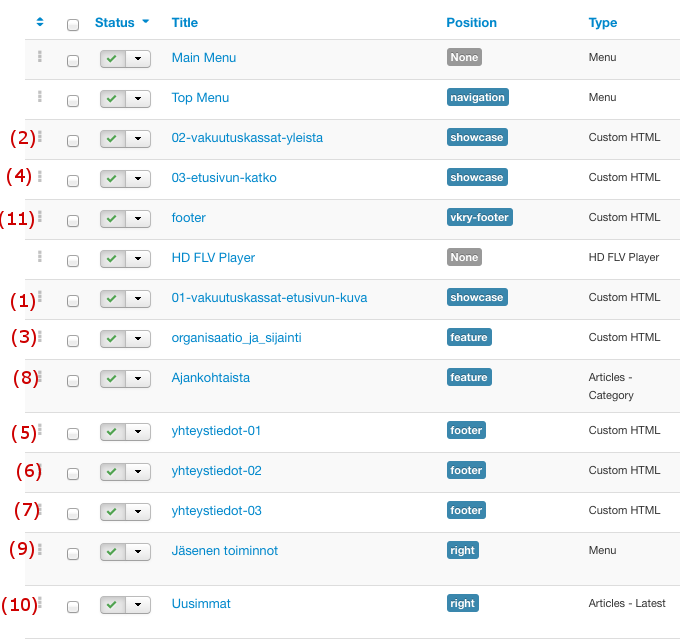 Status Title Position Type
Main Menu None Menu
Top Menu navigation Menu
(2) 02-vakuutuskassat-yleista showcase Custom HTML
(4) 03-etusivun-katko showcase Custom HTML
(11) footer vkry-footer Custom HTML
HD FLV Player None HD FLV Player
(1) 01-vakuutuskassat-etusivun-kuva showcase Custom HTML
(3) organisaatio_ja_sijainti feature Custom HTML
(8) Ajankohtaista feature Articles -
Category
(5) yhteystiedot-01 footer Custom HTML
(6) yhteystiedot-02 footer Custom HTML
(7) yhteystiedot-03 footer Custom HTML
(9) Jäsenen toiminnot right Menu
(10) Uusimmat right Articles - Latest